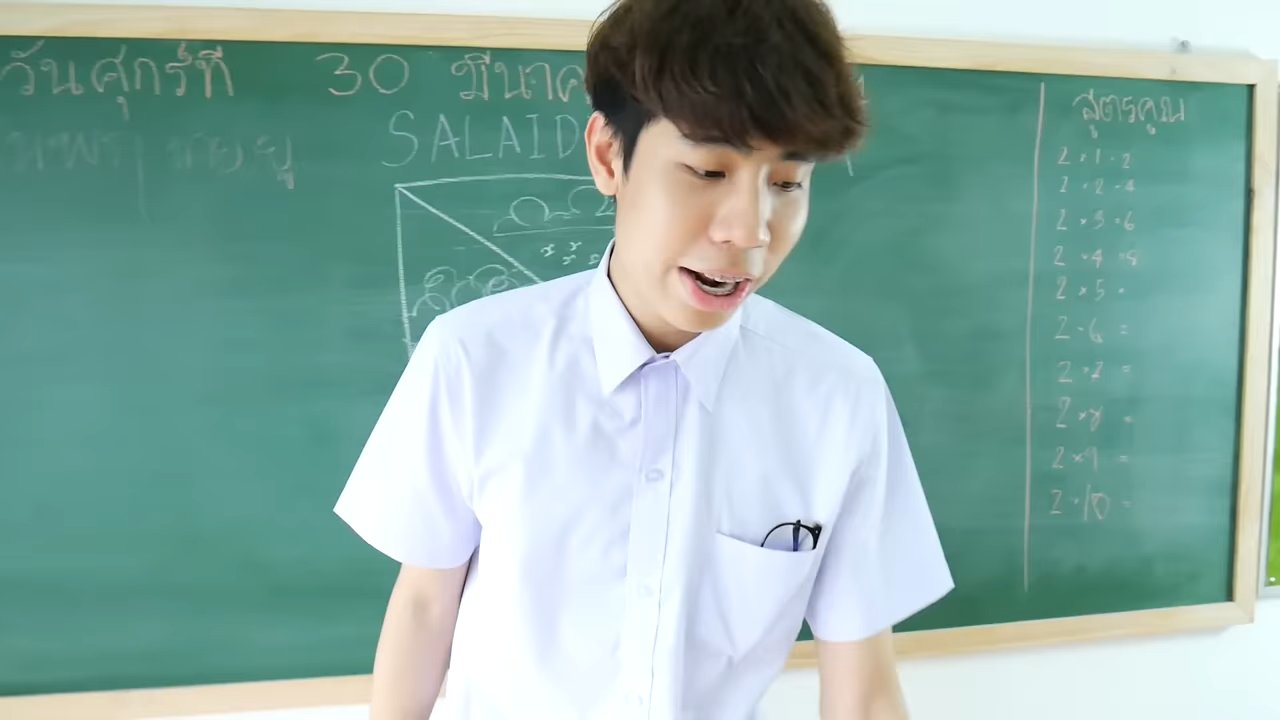 วันศุกร์ที่ 30 มีนาค
SALAID
สูตรคูณ
2 × 1 = 2
2 × 2 = 4
2 × 3 = 6
2 × 4 = 8
2 × 5 =
2 × 6 =
2 × 7 =
2 × 8 =
2 × 9 =
2 × 10 =